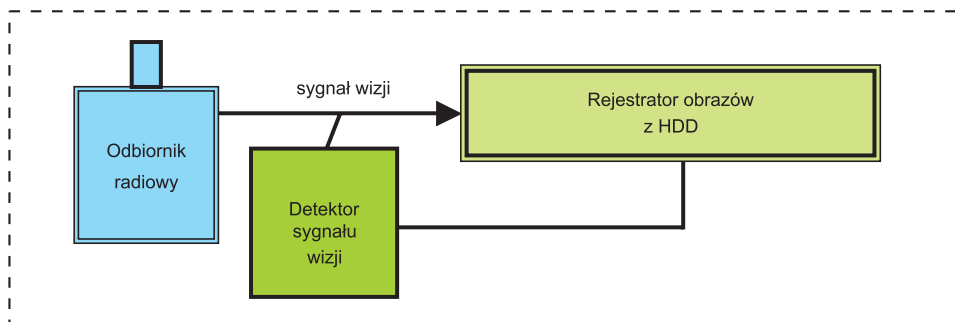 sygnał wizji
Rejestrator obrazów
z HDD
Odbiornik
radiowy
Detektor
sygnału
wizji